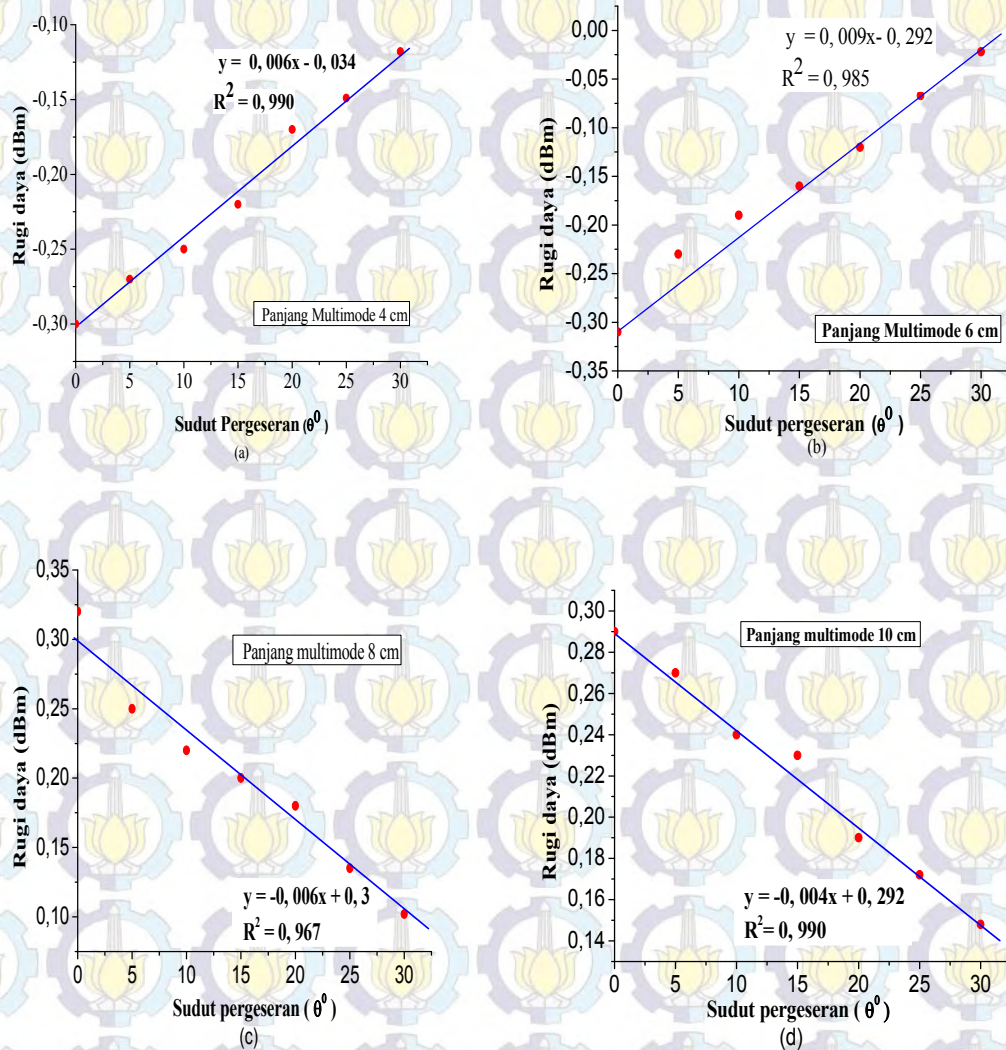 -0,10
-0,15
-0,20
-0,25
-0,30
Rugi daya (dBm)
y = 0, 006x - 0, 034
R² = 0, 990
Panjang Multimode 4 cm
0 5 10 15 20 25 30
Sudut Pergeseran (θ⁰ )
(a)
0,00
-0,05
-0,10
-0,15
-0,20
-0,25
-0,30
-0,35
Rugi daya (dBm)
y = 0, 009x- 0, 292
R² = 0, 985
Panjang Multimode 6 cm
0 5 10 15 20 25 30
Sudut pergeseran (θ⁰ )
(b)
0,35
0,30
0,25
0,20
0,15
0,10
Rugi daya (dBm)
Panjang multimode 8 cm
y = -0, 006x + 0, 3
R² = 0, 967
0 5 10 15 20 25 30
Sudut pergeseran ( θ⁰ )
(c)
0,30
0,28
0,26
0,24
0,22
0,20
0,18
0,16
0,14
Rugi daya (dBm)
Panjang multimode 10 cm
y = -0, 004x + 0, 292
R²= 0, 990
0 5 10 15 20 25 30
Sudut pergeseran ( θ⁰ )
(d)